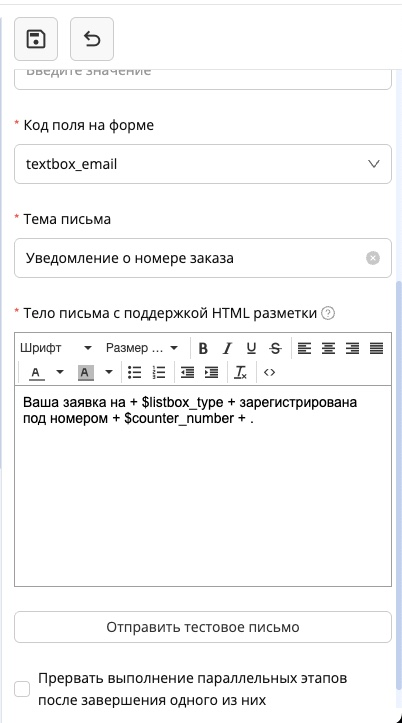 Введите значение
* Код поля на форме
textbox_email
* Тема письма
Уведомление о номере заказа
* Тело письма с поддержкой HTML разметки ?
Шрифт Размер ... B I U S
A A <>
Ваша заявка на + $listbox_type + зарегистрирована
под номером + $counter_number + .
Отправить тестовое письмо
Прервать выполнение параллельных этапов
после завершения одного из них